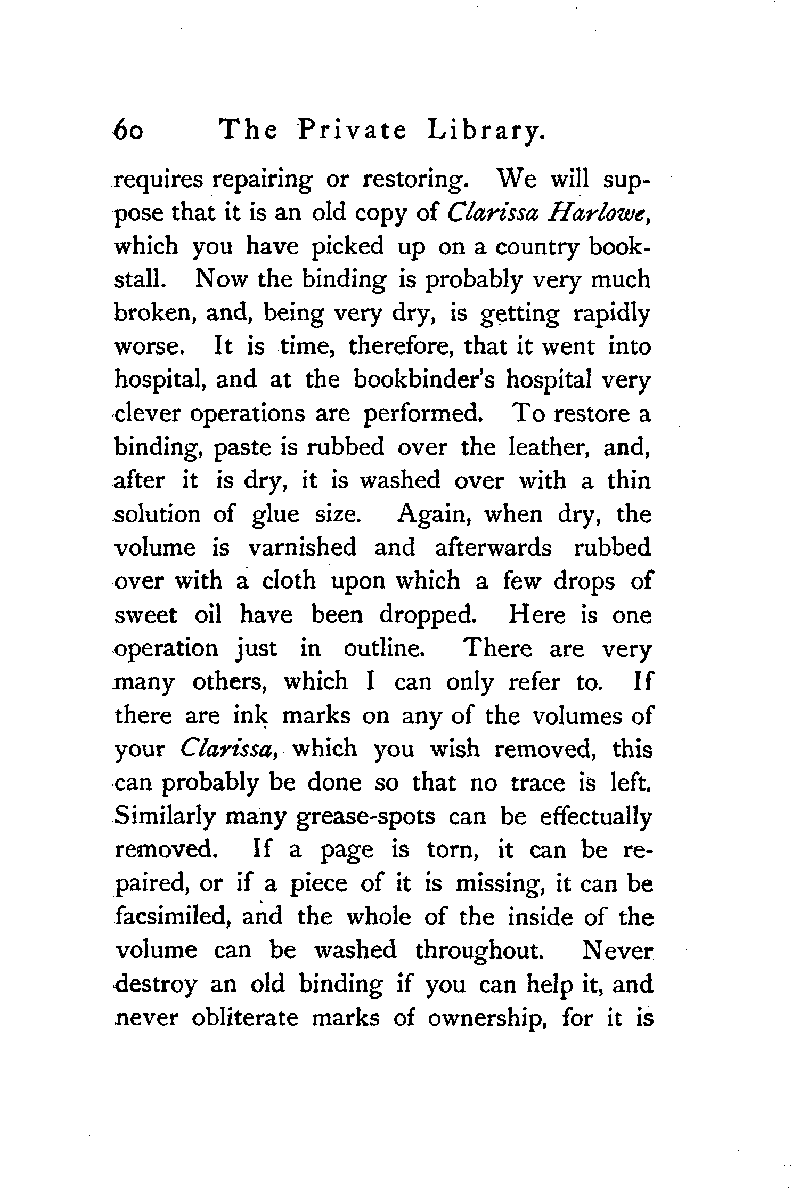 60 The Private Library.
requires repairing or restoring. We will sup-
pose that it is an old copy of Clarissa Harlowe,
which you have picked up on a country book-
stall. Now the binding is probably very much
broken, and, being very dry, is getting rapidly
worse. It is time, therefore, that it went into
hospital, and at the bookbinder's hospital very
clever operations are performed. To restore a
binding, paste is rubbed over the leather, and,
after it is dry, it is washed over with a thin
solution of glue size. Again, when dry, the
volume is varnished and afterwards rubbed
over with a cloth upon which a few drops of
sweet oil have been dropped. Here is one
operation just in outline. There are very
many others, which I can only refer to. If
there are ink marks on any of the volumes of
your Clarissa, which you wish removed, this
can probably be done so that no trace is left.
Similarly many grease-spots can be effectually
removed. If a page is torn, it can be re-
paired, or if a piece of it is missing, it can be
facsimiled, and the whole of the inside of the
volume can be washed throughout. Never
destroy an old binding if you can help it, and
never obliterate marks of ownership, for it is